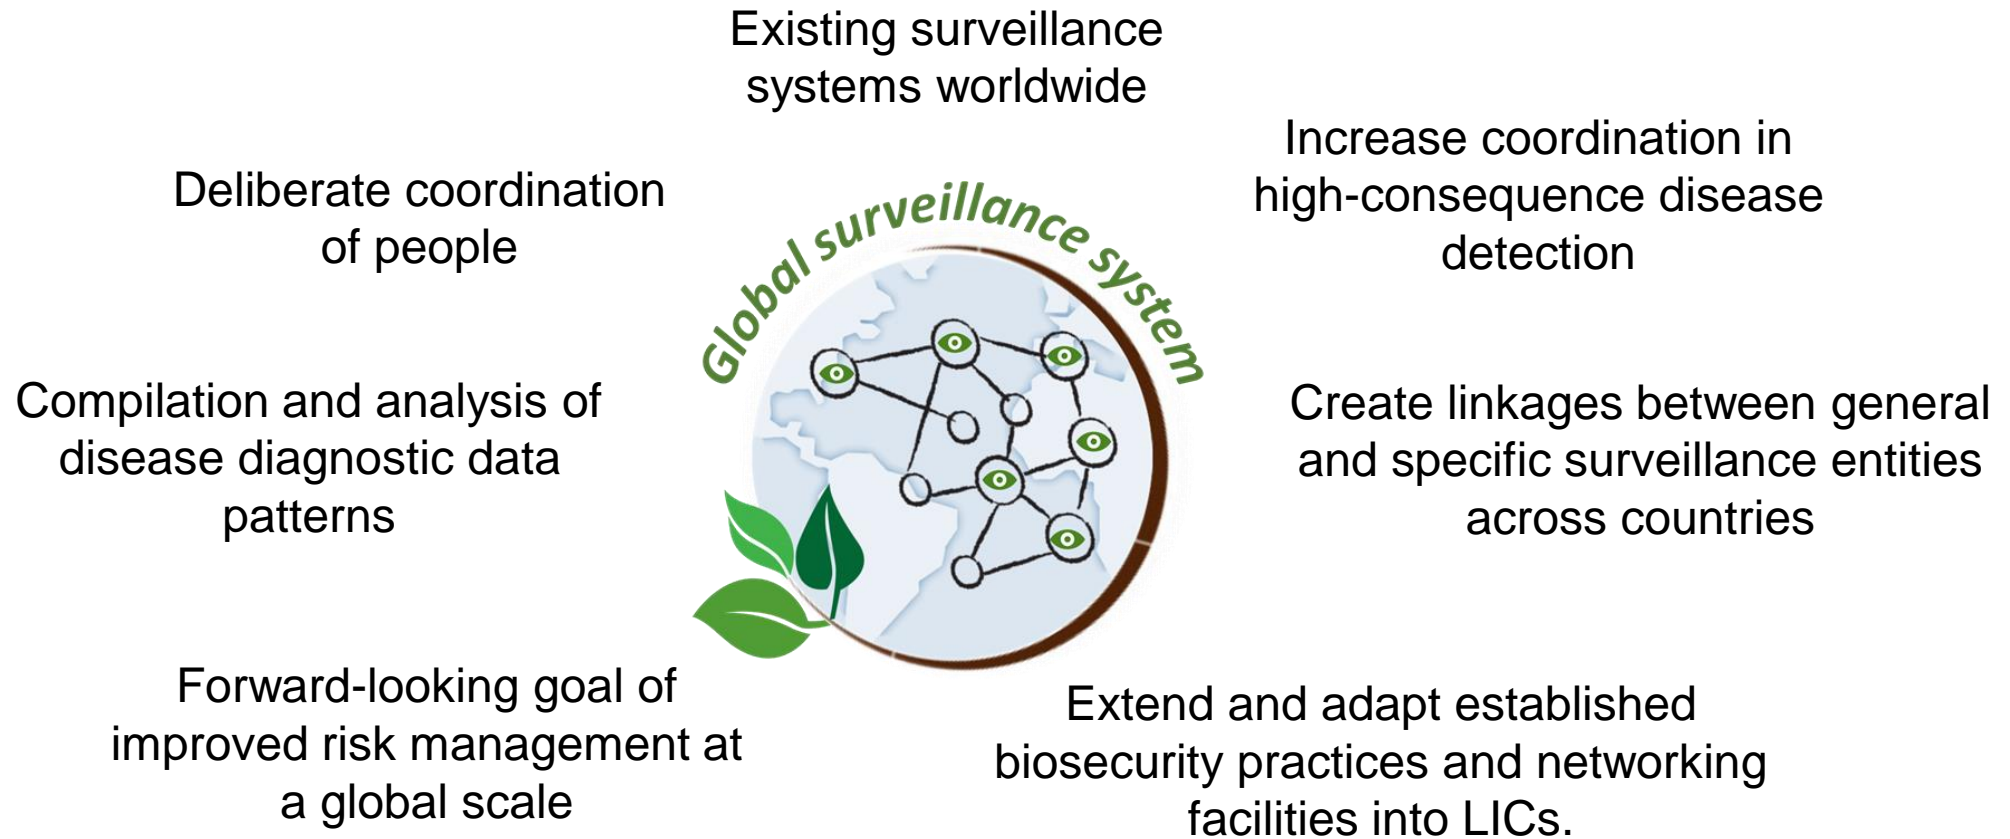 Existing surveillance
systems worldwide
Increase coordination in
high-consequence disease
detection
Deliberate coordination
of people
Global surveillance system
Compilation and analysis of
disease diagnostic data
patterns
Create linkages between general
and specific surveillance entities
across countries
Forward-looking goal of
improved risk management at
a global scale
Extend and adapt established
biosecurity practices and networking
facilities into LICs.